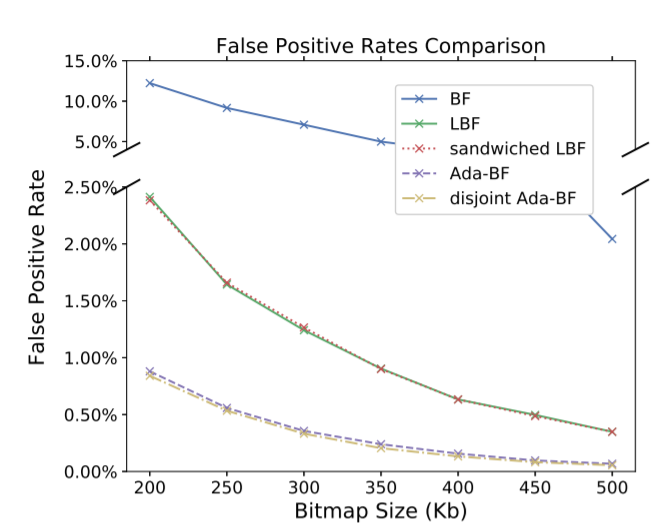 False Positive Rates Comparison
15.0%
10.0%
5.0%
2.50%
2.00%
1.50%
1.00%
0.50%
0.00%
False Positive Rate
BF
LBF
sandwiched LBF
Ada-BF
disjoint Ada-BF
200 250 300 350 400 450 500
Bitmap Size (Kb)